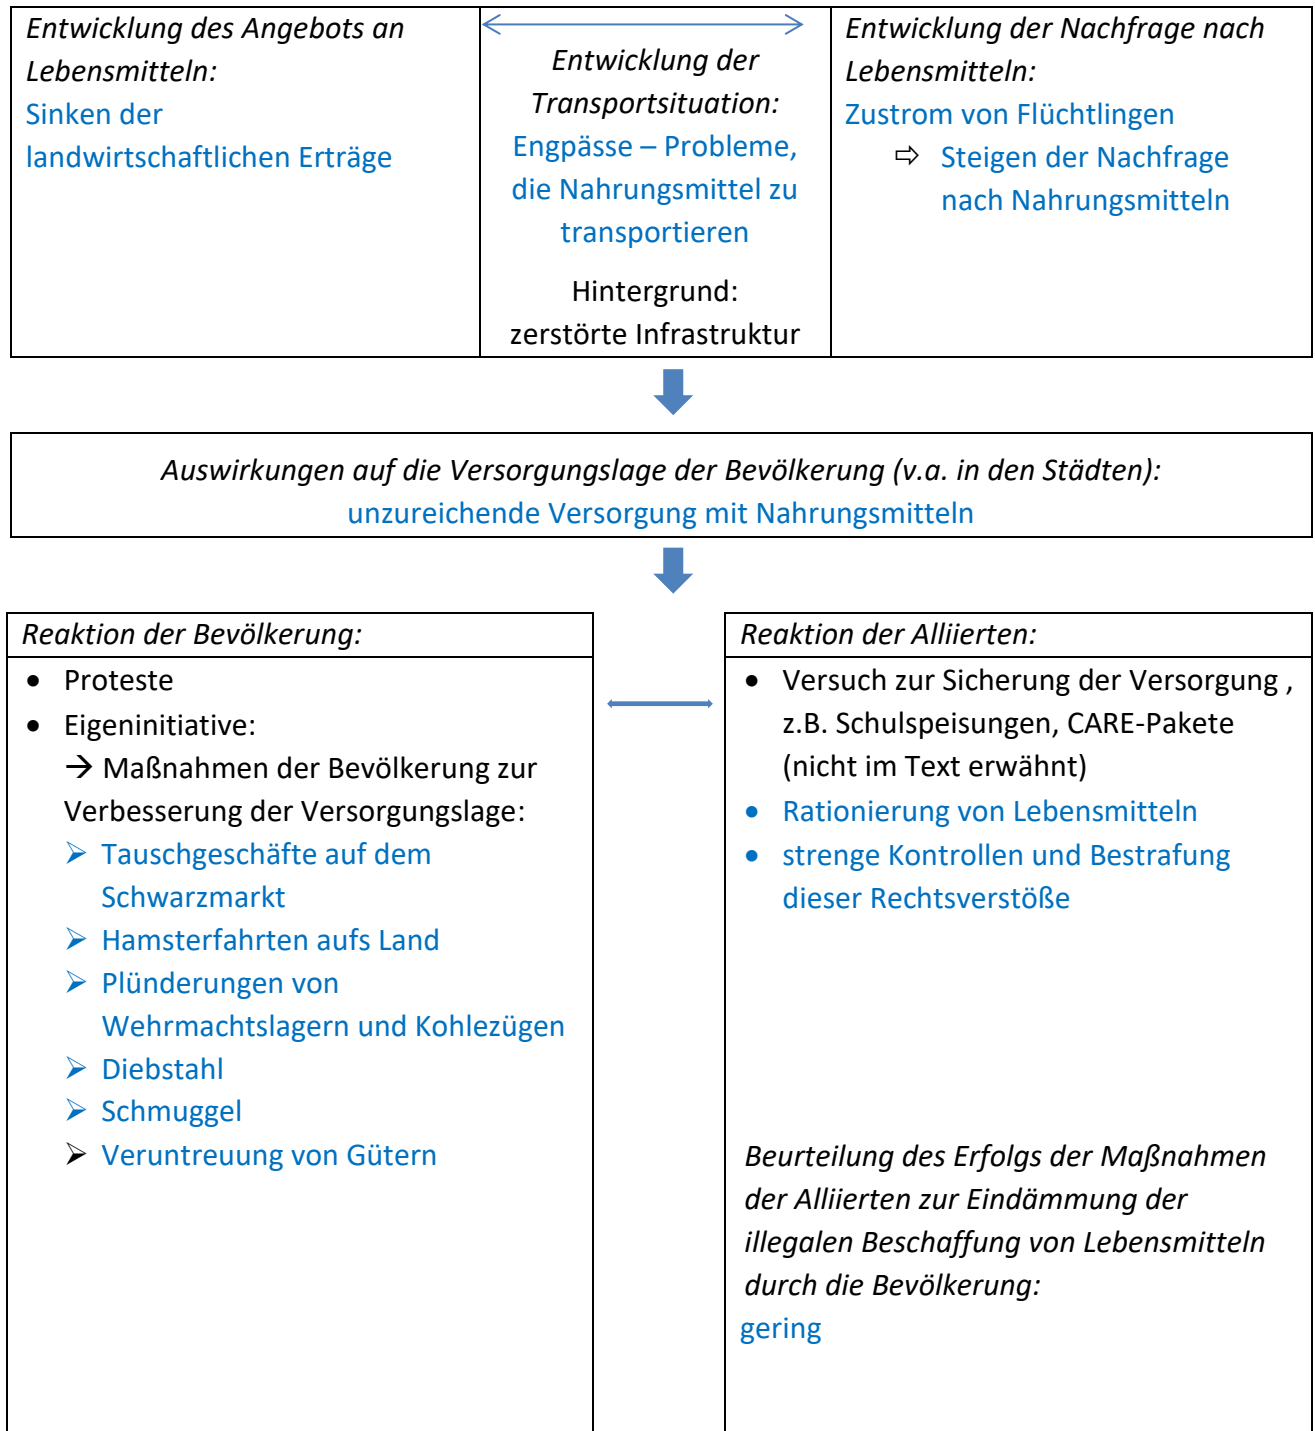 Entwicklung des Angebots an
Lebensmitteln:
Sinken der
landwirtschaftlichen Erträge
Entwicklung der
Transportsituation:
Engpässe – Probleme,
die Nahrungsmittel zu
transportieren
Hintergrund:
zerstörte Infrastruktur
Entwicklung der Nachfrage nach
Lebensmitteln:
Zustrom von Flüchtlingen
⇨ Steigen der Nachfrage
nach Nahrungsmitteln
Auswirkungen auf die Versorgungslage der Bevölkerung (v.a. in den Städten):
unzureichende Versorgung mit Nahrungsmitteln
Reaktion der Bevölkerung:
• Proteste
• Eigeninitiative:
→ Maßnahmen der Bevölkerung zur
Verbesserung der Versorgungslage:
➢ Tauschgeschäfte auf dem
Schwarzmarkt
➢ Hamsterfahrten aufs Land
➢ Plünderungen von
Wehrmachtslagern und Kohlezügen
➢ Diebstahl
➢ Schmuggel
➢ Veruntreuung von Gütern
Reaktion der Alliierten:
• Versuch zur Sicherung der Versorgung ,
z.B. Schulspeisungen, CARE-Pakete
(nicht im Text erwähnt)
• Rationierung von Lebensmitteln
• strenge Kontrollen und Bestrafung
dieser Rechtsverstöße
Beurteilung des Erfolgs der Maßnahmen
der Alliierten zur Eindämmung der
illegalen Beschaffung von Lebensmitteln
durch die Bevölkerung:
gering